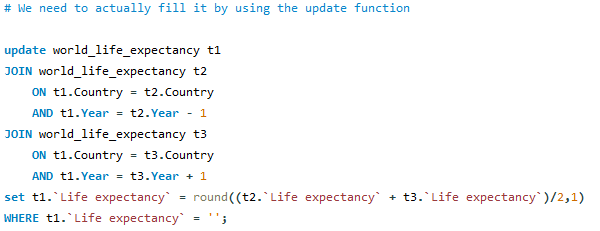 # We need to actually fill it by using the update function
update world_life_expectancy t1
JOIN world_life_expectancy t2
    ON t1.Country = t2.Country
    AND t1.Year = t2.Year - 1
JOIN world_life_expectancy t3
    ON t1.Country = t3.Country
    AND t1.Year = t3.Year + 1
set t1.`Life expectancy` = round((t2.`Life expectancy` + t3.`Life expectancy`)/2,1)
WHERE t1.`Life expectancy` = '';